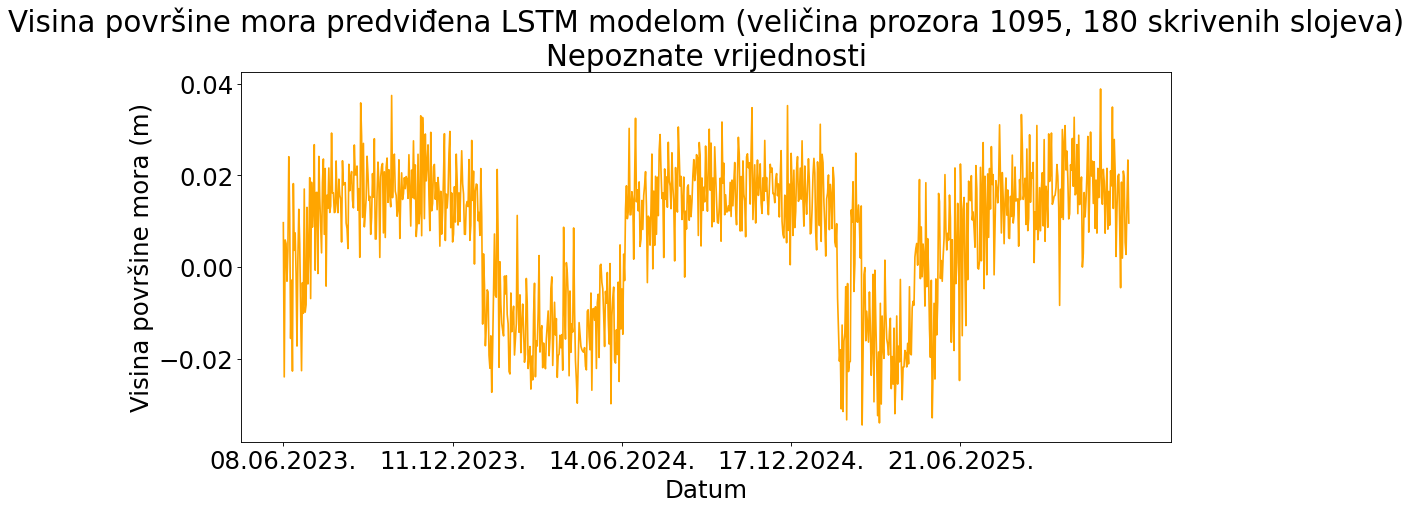 Visina površine mora predviđena LSTM modelom (veličina prozora 1095, 180 skrivenih slojeva)
Nepoznate vrijednosti
Visina površine mora (m)
0.04
0.02
0.00
−0.02
08.06.2023. 11.12.2023. 14.06.2024. 17.12.2024. 21.06.2025.
Datum